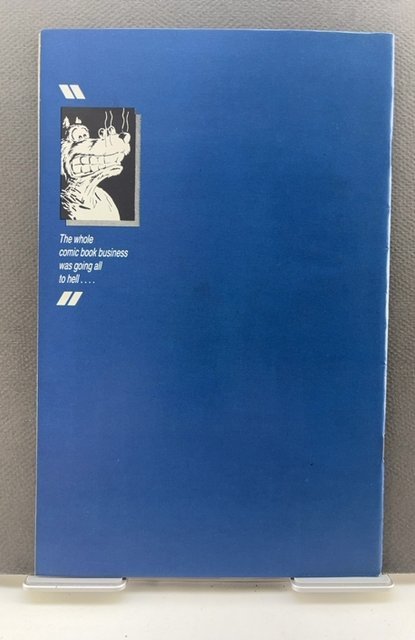 "
The whole
comic book business
was going all
to hell . . . .
"